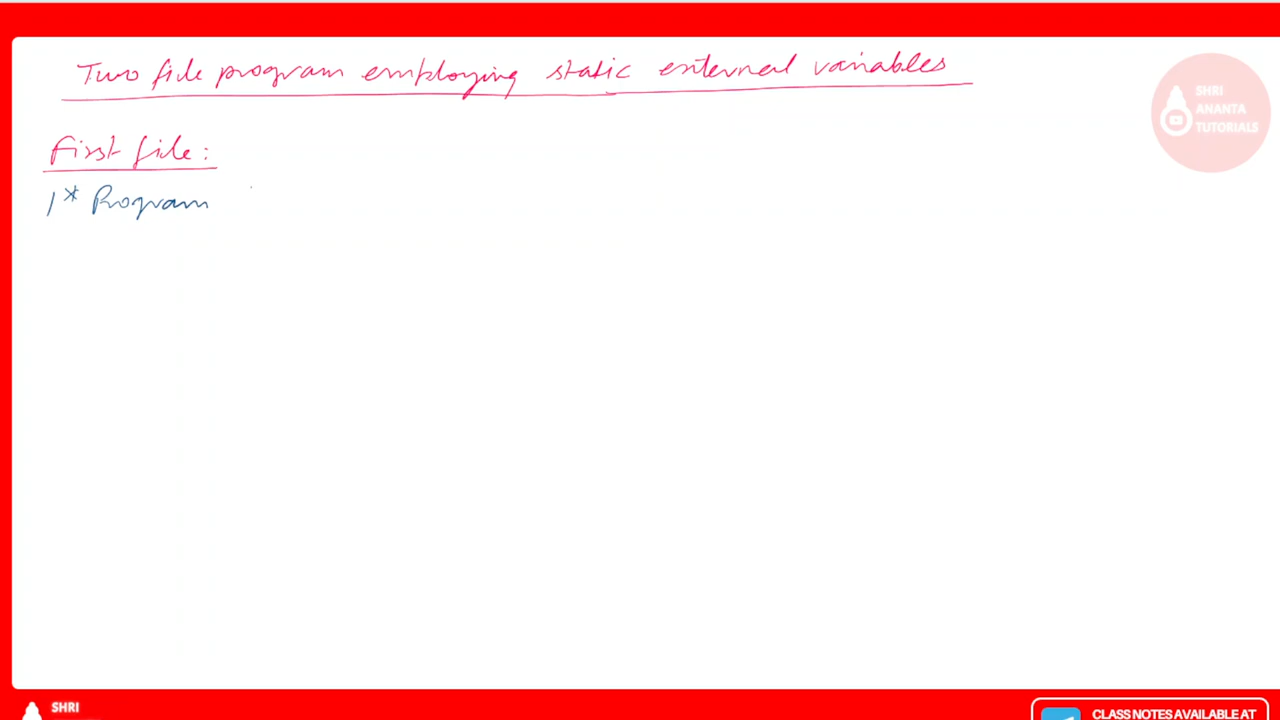 Two file program employing static external variables
SHRI
ANANTA
TUTORIALS
First file:
/* Program
SHRI
CLASS NOTES AVAILABLE AT